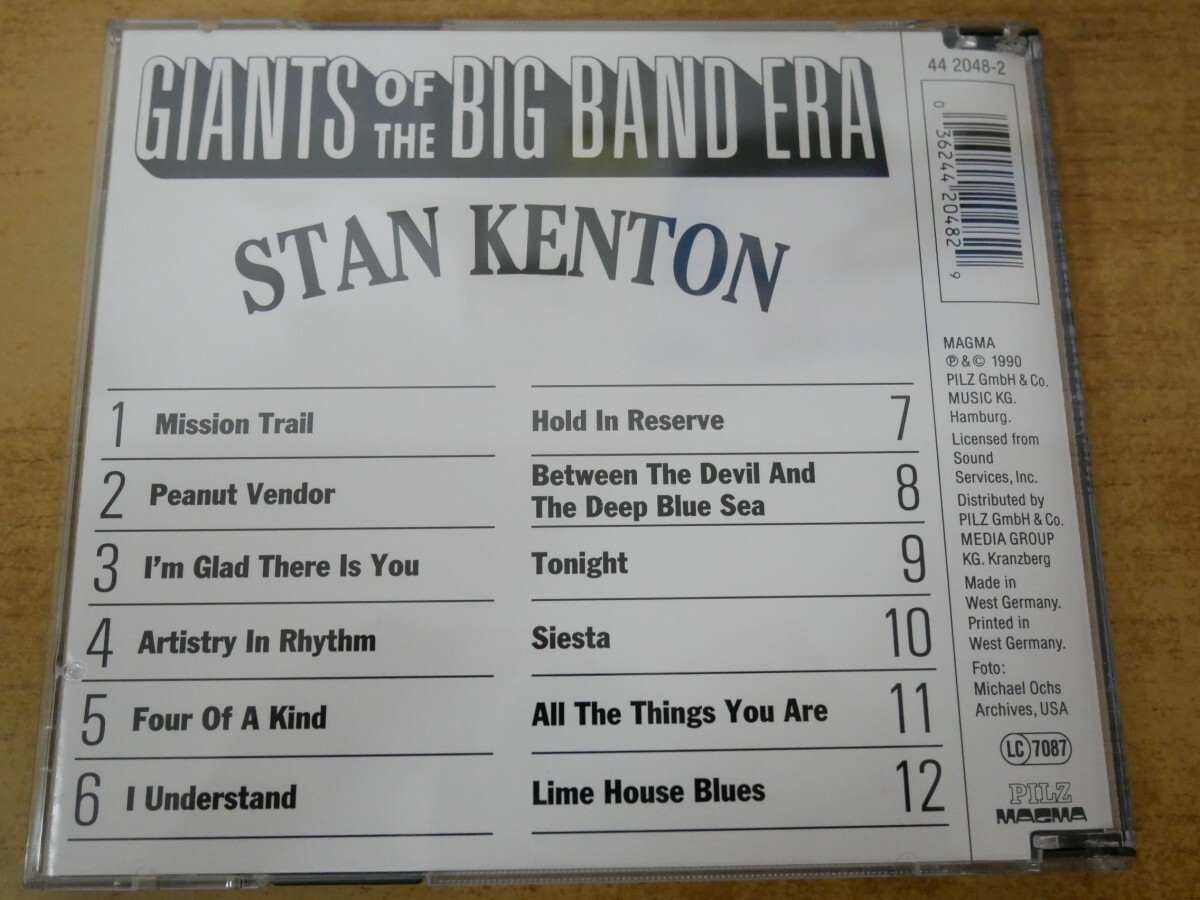 GIANTS OF THE BIG BAND ERA
STAN KENTON
1 Mission Trail
2 Peanut Vendor
3 I'm Glad There Is You
4 Artistry In Rhythm
5 Four Of A Kind
6 I Understand
Hold In Reserve 7
Between The Devil And
The Deep Blue Sea 8
Tonight 9
Siesta 10
All The Things You Are 11
Lime House Blues 12
44 2048-2
0 36244 20482 9
MAGMA
℗ & © 1990
PILZ GmbH & Co.
MUSIC KG.
Hamburg.
Licensed from
Sound
Services, Inc.
Distributed by
PILZ GmbH & Co.
MEDIA GROUP
KG. Kranzberg
Made in
West Germany.
Printed in
West Germany.
Foto:
Michael Ochs
Archives, USA
LC 7087
PILZ
MAGMA